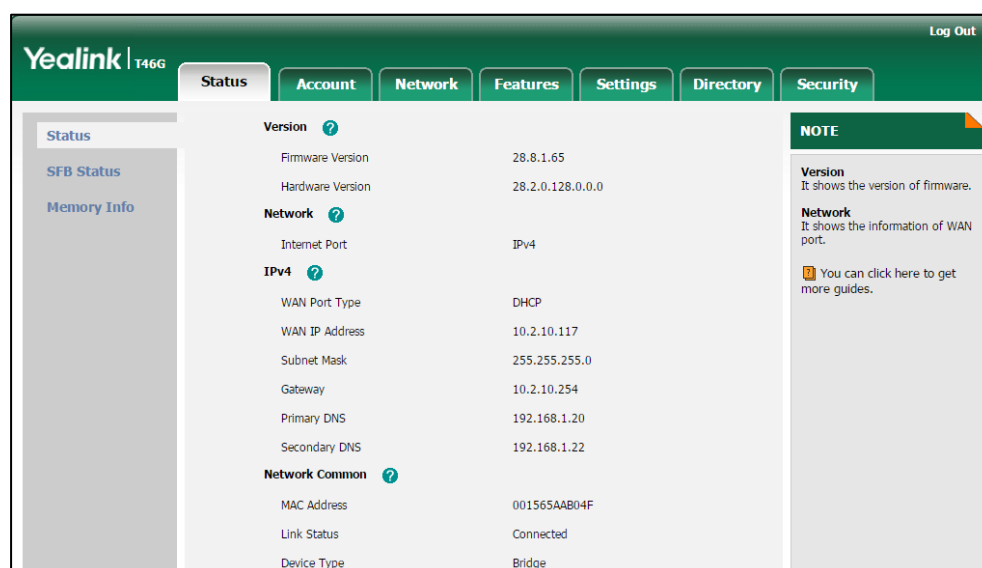 Log Out
Yealink | T46G
Status Account Network Features Settings Directory Security
Status
SFB Status
Memory Info
Version ?
Firmware Version 28.8.1.65
Hardware Version 28.2.0.128.0.0.0
Network ?
Internet Port IPv4
IPv4 ?
WAN Port Type DHCP
WAN IP Address 10.2.10.117
Subnet Mask 255.255.255.0
Gateway 10.2.10.254
Primary DNS 192.168.1.20
Secondary DNS 192.168.1.22
Network Common ?
MAC Address 001565AAB04F
Link Status Connected
Device Type Bridge
NOTE
Version
It shows the version of firmware.
Network
It shows the information of WAN
port.
? You can click here to get
more guides.